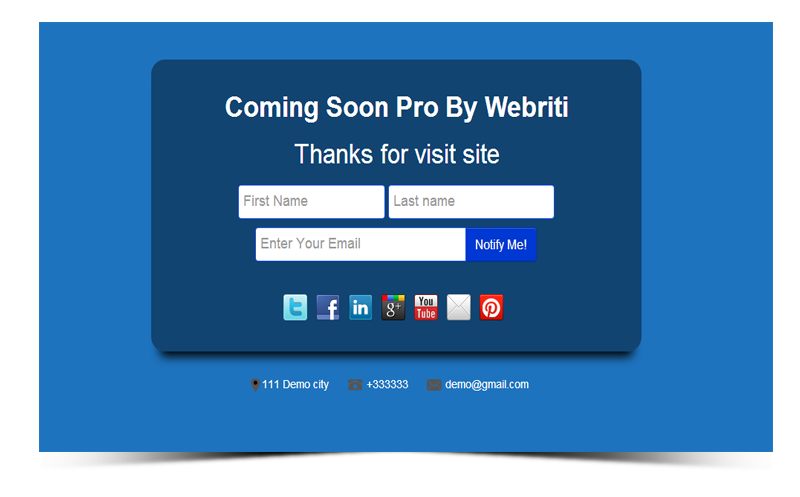 Coming Soon Pro By Webriti
Thanks for visit site
First Name Last name
Enter Your Email Notify Me!
t f in g+ You Tube P
111 Demo city +333333 demo@gmail.com